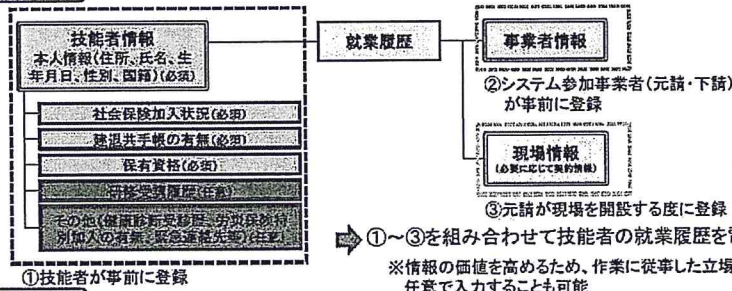 技能者情報
本人情報(住所、氏名、生
年月日、性別、国籍)(必須)
社会保険加入状況(必須)
建退共手帳の有無(必須)
保有資格(必須)
研修受講履歴(任意)
その他(健康診断受診歴、労災保険特
別加入の有無、緊急連絡先等)(任意)
①技能者が事前に登録
就業履歴
事業者情報
②システム参加事業者(元請・下請)
が事前に登録
現場情報
(必要に応じて契約情報)
③元請が現場を開設する度に登録
①～③を組み合わせて技能者の就業履歴を
※情報の価値を高めるため、作業に従事した立場
任意で入力することも可能